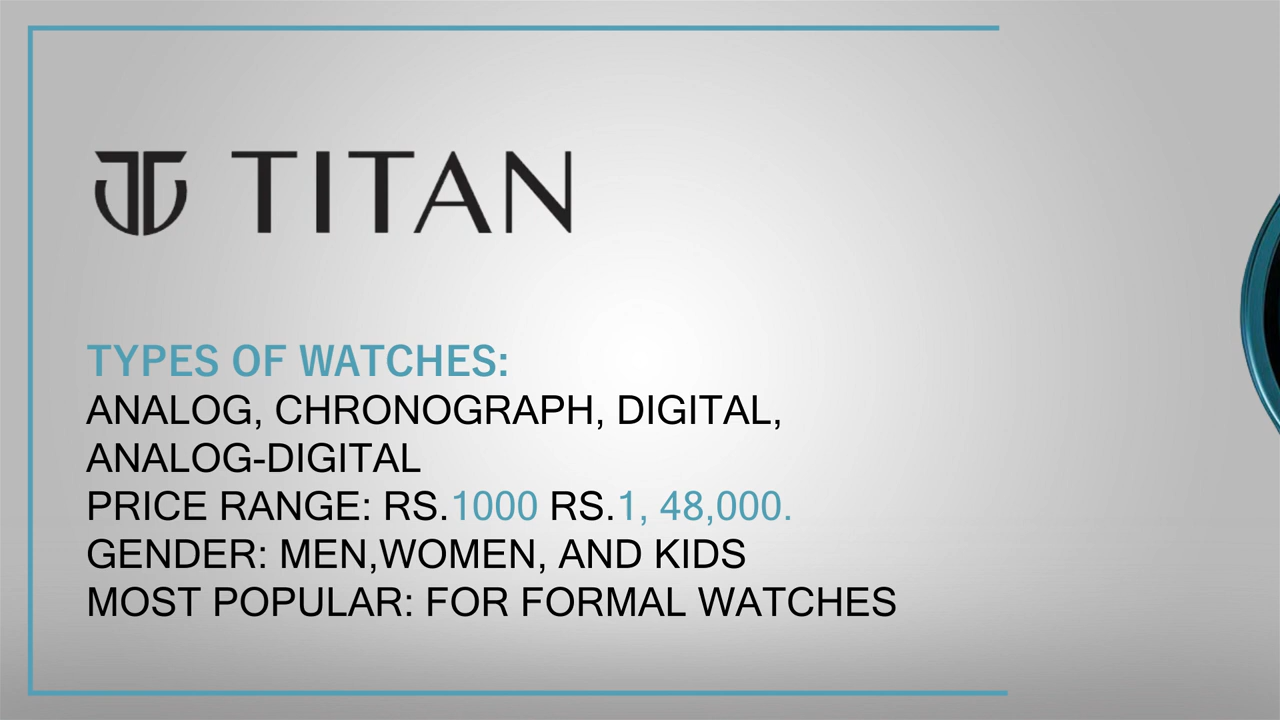 TITAN
TYPES OF WATCHES:
ANALOG, CHRONOGRAPH, DIGITAL,
ANALOG-DIGITAL
PRICE RANGE: RS.1000 RS.1, 48,000.
GENDER: MEN,WOMEN, AND KIDS
MOST POPULAR: FOR FORMAL WATCHES